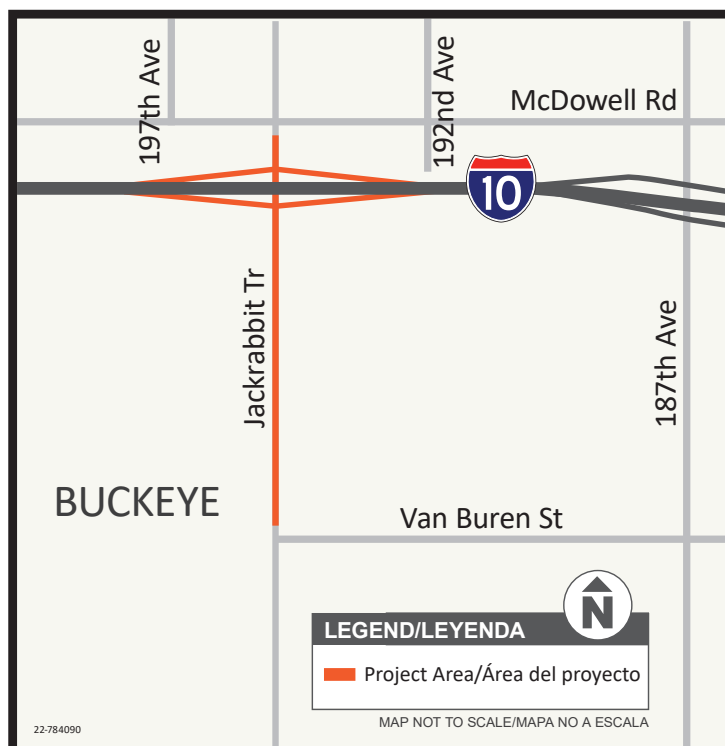 197th Ave
192nd Ave
McDowell Rd
10
Jackrabbit Tr
187th Ave
BUCKEYE
Van Buren St
N
LEGEND/LEYENDA
Project Area/Área del proyecto
22-784090
MAP NOT TO SCALE/MAPA NO A ESCALA